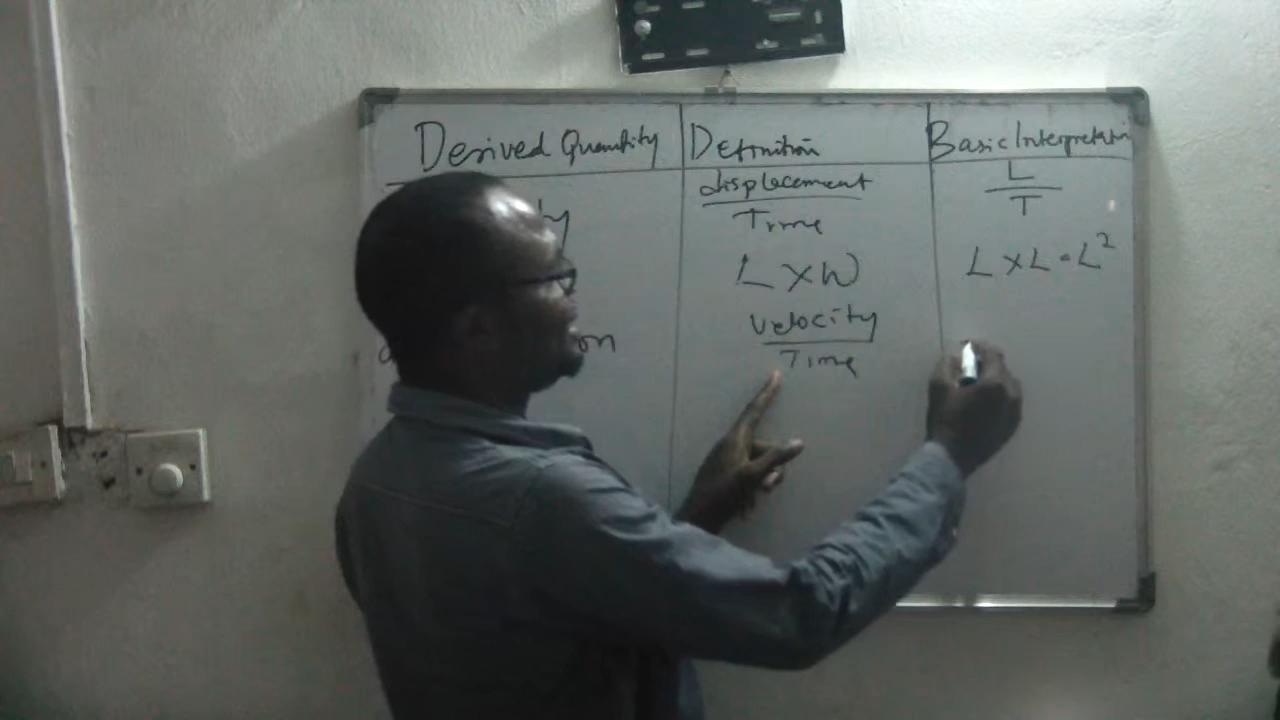 Derived Quantity Definition Basic Interpretation
displacement L
Time T
L X W L X L = L²
Velocity
Time